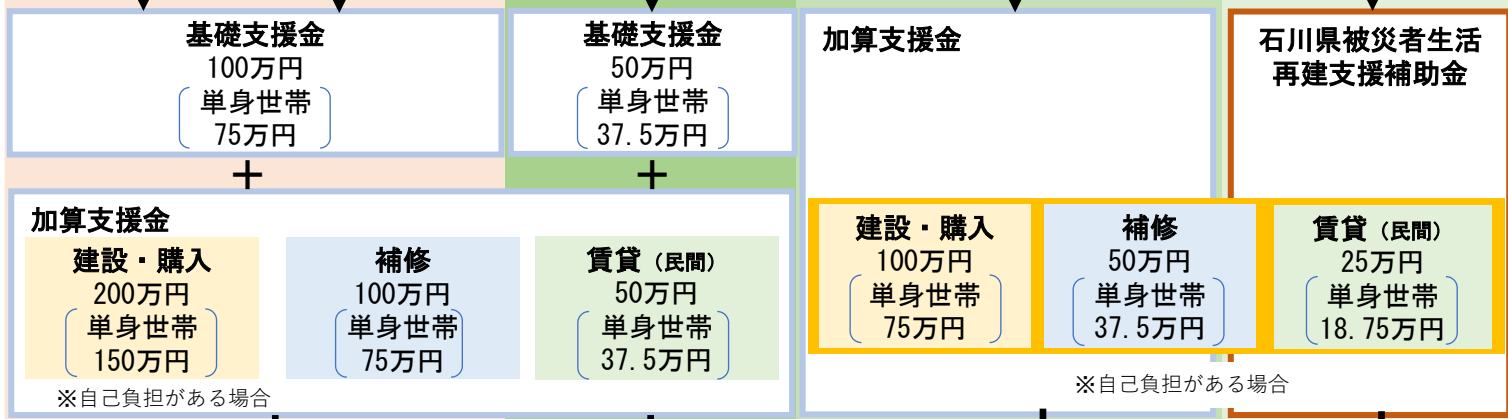 基礎支援金
100万円
単身世帯
75万円
＋
基礎支援金
50万円
単身世帯
37.5万円
＋
加算支援金
建設・購入
200万円
単身世帯
150万円
補修
100万円
単身世帯
75万円
賃貸（民間）
50万円
単身世帯
37.5万円
※自己負担がある場合
加算支援金
建設・購入
100万円
単身世帯
75万円
補修
50万円
単身世帯
37.5万円
石川県被災者生活
再建支援補助金
賃貸（民間）
25万円
単身世帯
18.75万円
※自己負担がある場合